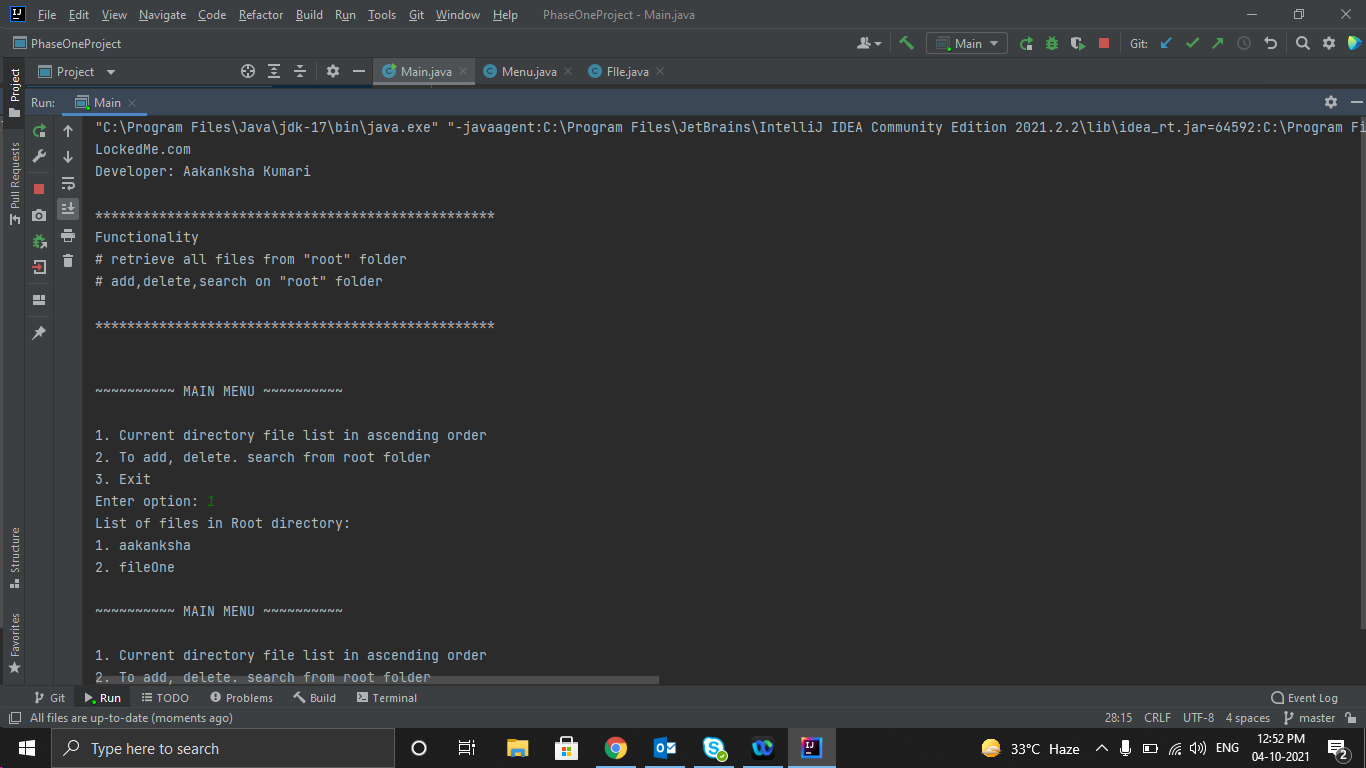 File Edit View Navigate Code Refactor Build Run Tools Git Window Help PhaseOneProject - Main.java
PhaseOneProject Main Git:
Project Main.java Menu.java FIle.java
Run: Main
"C:\Program Files\Java\jdk-17\bin\java.exe" "-javaagent:C:\Program Files\JetBrains\IntelliJ IDEA Community Edition 2021.2.2\lib\idea_rt.jar=64592:C:\Program Fi
LockedMe.com
Developer: Aakanksha Kumari
**************************************************
Functionality
# retrieve all files from "root" folder
# add,delete,search on "root" folder
**************************************************
~~~~~~~~~~ MAIN MENU ~~~~~~~~~~
1. Current directory file list in ascending order
2. To add, delete. search from root folder
3. Exit
Enter option: 1
List of files in Root directory:
1. aakanksha
2. fileOne
~~~~~~~~~~ MAIN MENU ~~~~~~~~~~
1. Current directory file list in ascending order
2. To add, delete. search from root folder
Project
Pull Requests
Structure
Favorites
Git Run TODO Problems Build Terminal Event Log
All files are up-to-date (moments ago) 28:15 CRLF UTF-8 4 spaces master
Type here to search 33°C Haze ENG 12:52 PM
04-10-2021 2